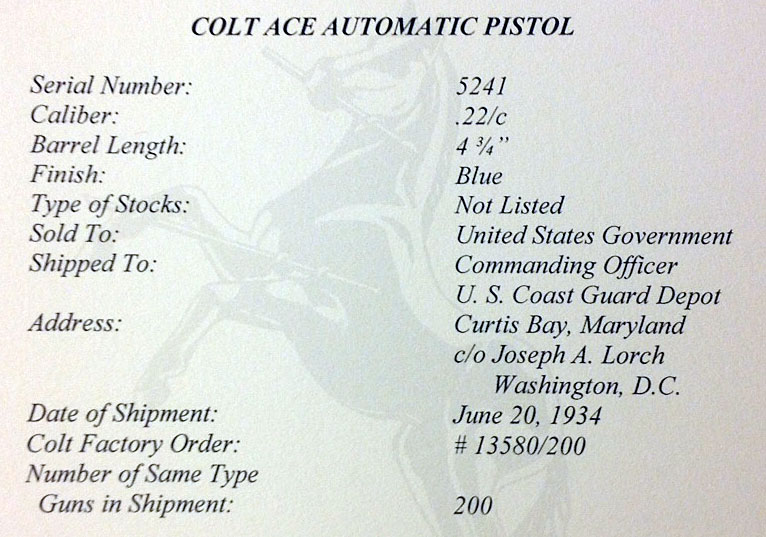 COLT ACE AUTOMATIC PISTOL
Serial Number: 5241
Caliber: .22/c
Barrel Length: 4 ¾”
Finish: Blue
Type of Stocks: Not Listed
Sold To: United States Government
Shipped To: Commanding Officer
U. S. Coast Guard Depot
Address: Curtis Bay, Maryland
c/o Joseph A. Lorch
Washington, D.C.
Date of Shipment: June 20, 1934
Colt Factory Order: # 13580/200
Number of Same Type
Guns in Shipment: 200